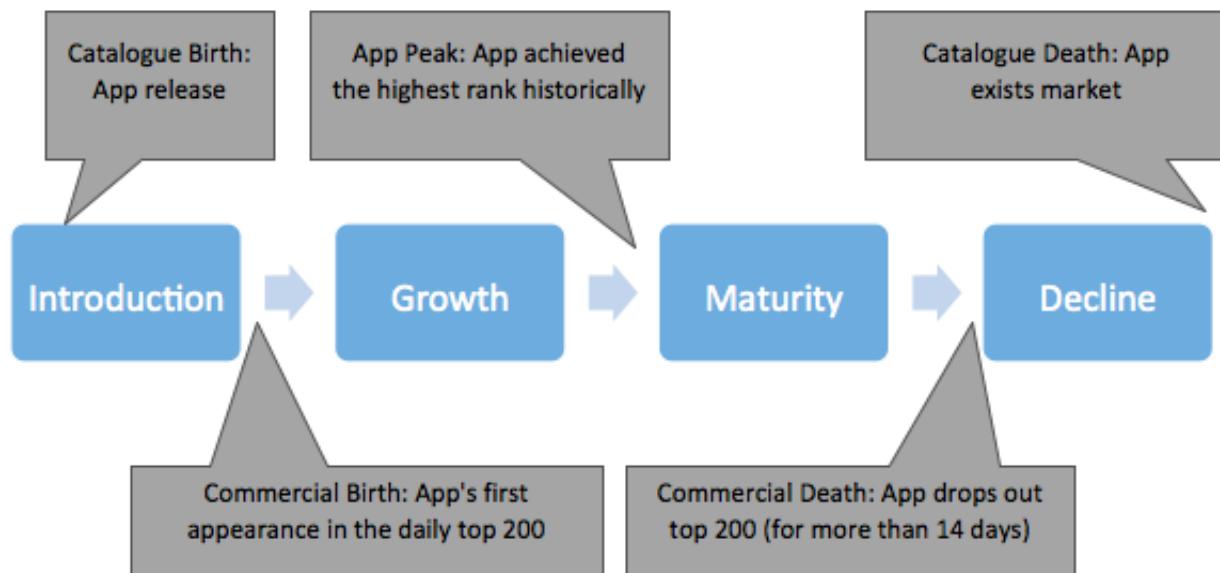 Catalogue Birth:
App release
App Peak: App achieved
the highest rank historically
Catalogue Death: App
exists market
Introduction
Growth
Maturity
Decline
Commercial Birth: App's first
appearance in the daily top 200
Commercial Death: App drops out
top 200 (for more than 14 days)